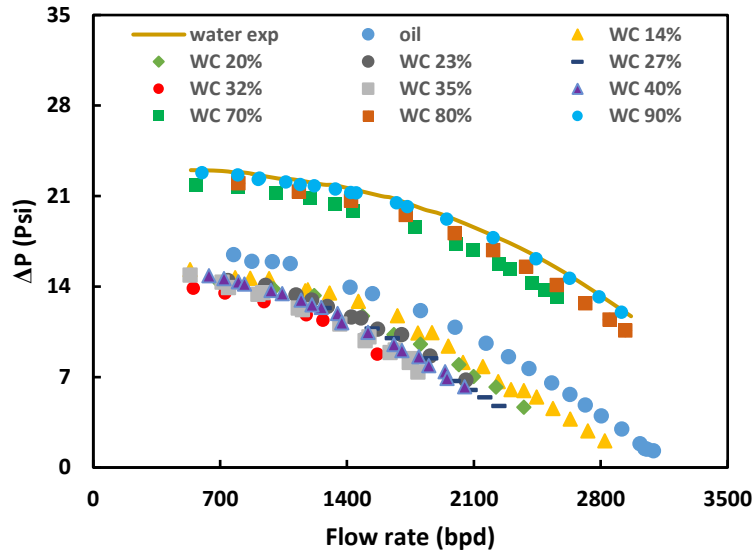 35
water exp oil WC 14%
WC 20% WC 23% WC 27%
28
WC 32% WC 35% WC 40%
WC 70% WC 80% WC 90%
21
ΔP (Psi)
14
7
0
0 700 1400 2100 2800 3500
Flow rate (bpd)